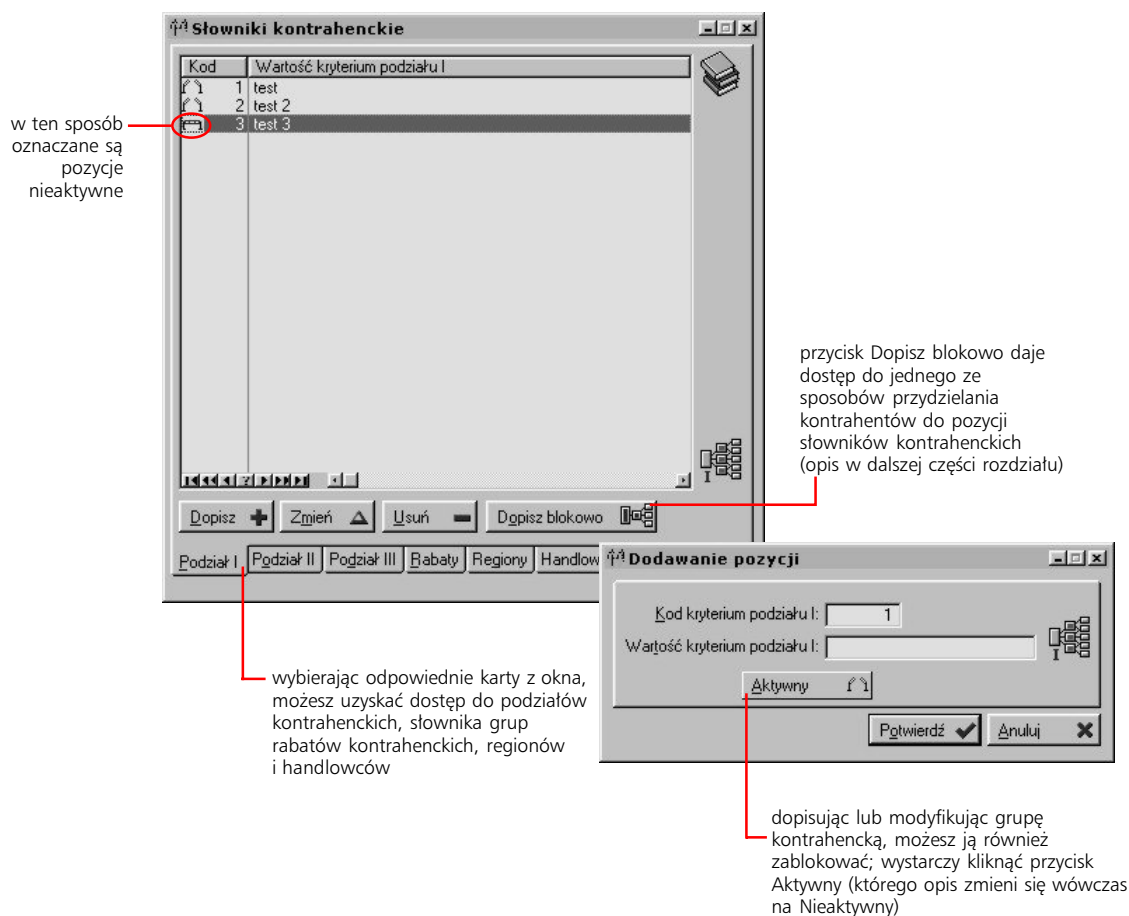 Słowniki kontrahenckie
Kod Wartość kryterium podziału I
1 test
2 test 2
3 test 3
w ten sposób
oznaczane są
pozycje
nieaktywne
przycisk Dopisz blokowo daje
dostęp do jednego ze
sposobów przydzielania
kontrahentów do pozycji
słowników kontrahenckich
(opis w dalszej części rozdziału)
I
Dopisz Zmień Usuń Dopisz blokowo
Podział I Podział II Podział III Rabaty Regiony Handlow
Dodawanie pozycji
Kod kryterium podziału I: 1
Wartość kryterium podziału I:
I
Aktywny
Potwierdź Anuluj
wybierając odpowiednie karty z okna,
możesz uzyskać dostęp do podziałów
kontrahenckich, słownika grup
rabatów kontrahenckich, regionów
i handlowców
dopisując lub modyfikując grupę
kontrahencką, możesz ją również
zablokować; wystarczy kliknąć przycisk
Aktywny (którego opis zmieni się wówczas
na Nieaktywny)